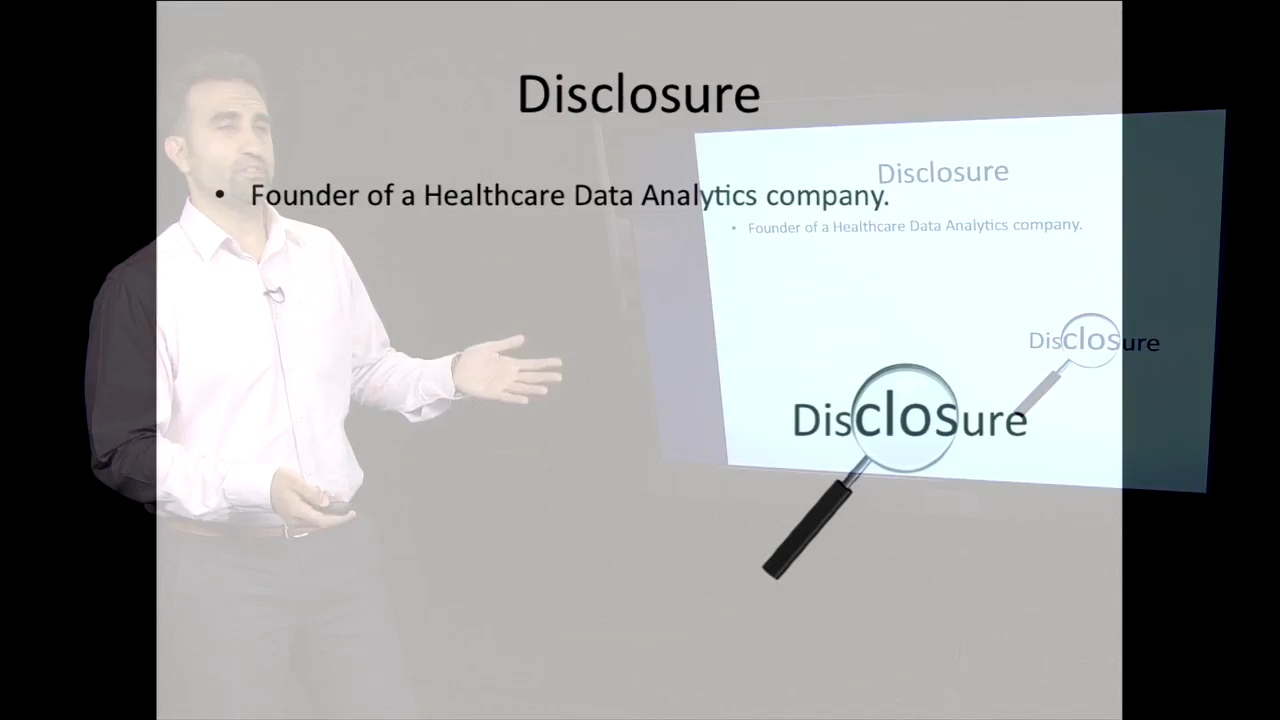 Disclosure
• Founder of a Healthcare Data Analytics company.
Disclosure
Disclosure
• Founder of a Healthcare Data Analytics company.
Disclosure